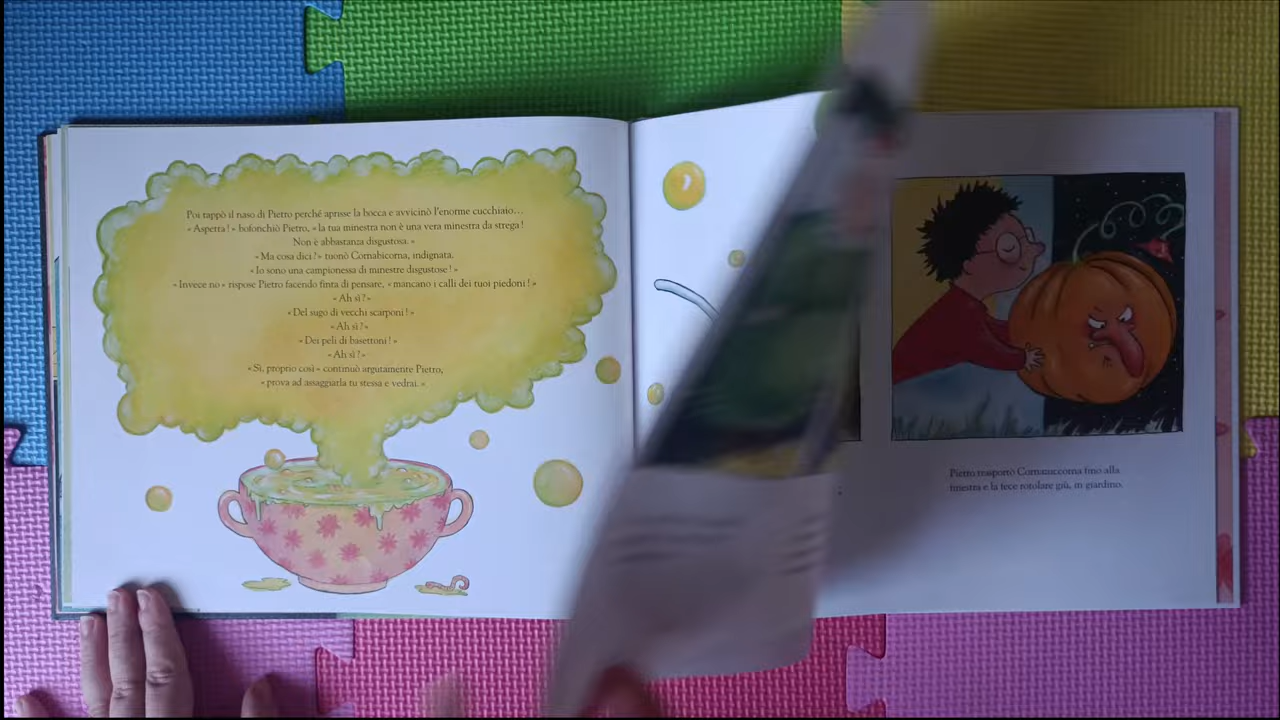 Poi tappò il naso di Pietro perché aprisse la bocca e avvicinò l'enorme cucchiaio...
« Aspetta ! » bofonchiò Pietro, « la tua minestra non è una vera minestra da strega !
Non è abbastanza disgustosa. »
« Ma cosa dici ?» tuonò Cornabicorna, indignata.
« Io sono una campionessa di minestre disgustose ! »
« Invece no » rispose Pietro facendo finta di pensare, « mancano i calli dei tuoi piedoni ! »
« Ah sì ?»
« Del sugo di vecchi scarponi ! »
« Ah sì ?»
« Dei peli di basettoni ! »
« Ah sì ?»
« Sì, proprio così » continuò argutamente Pietro,
« prova ad assaggiarla tu stessa e vedrai. »
Pietro trasportò Cornabicorna fino alla
finestra e la fece rotolare giù, in giardino.